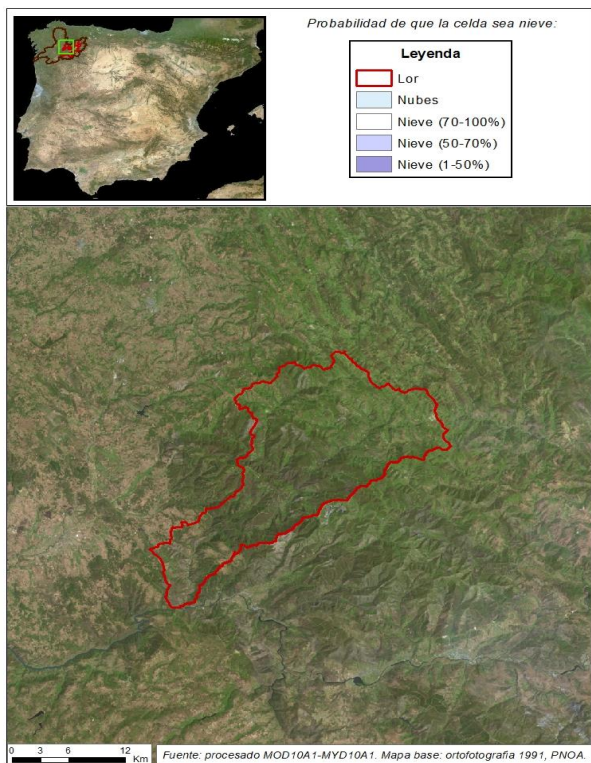 Probabilidad de que la celda sea nieve:
Leyenda
Lor
Nubes
Nieve (70-100%)
Nieve (50-70%)
Nieve (1-50%)
0 3 6 12
Km
Fuente: procesado MOD10A1-MYD10A1. Mapa base: ortofotografia 1991, PNOA.